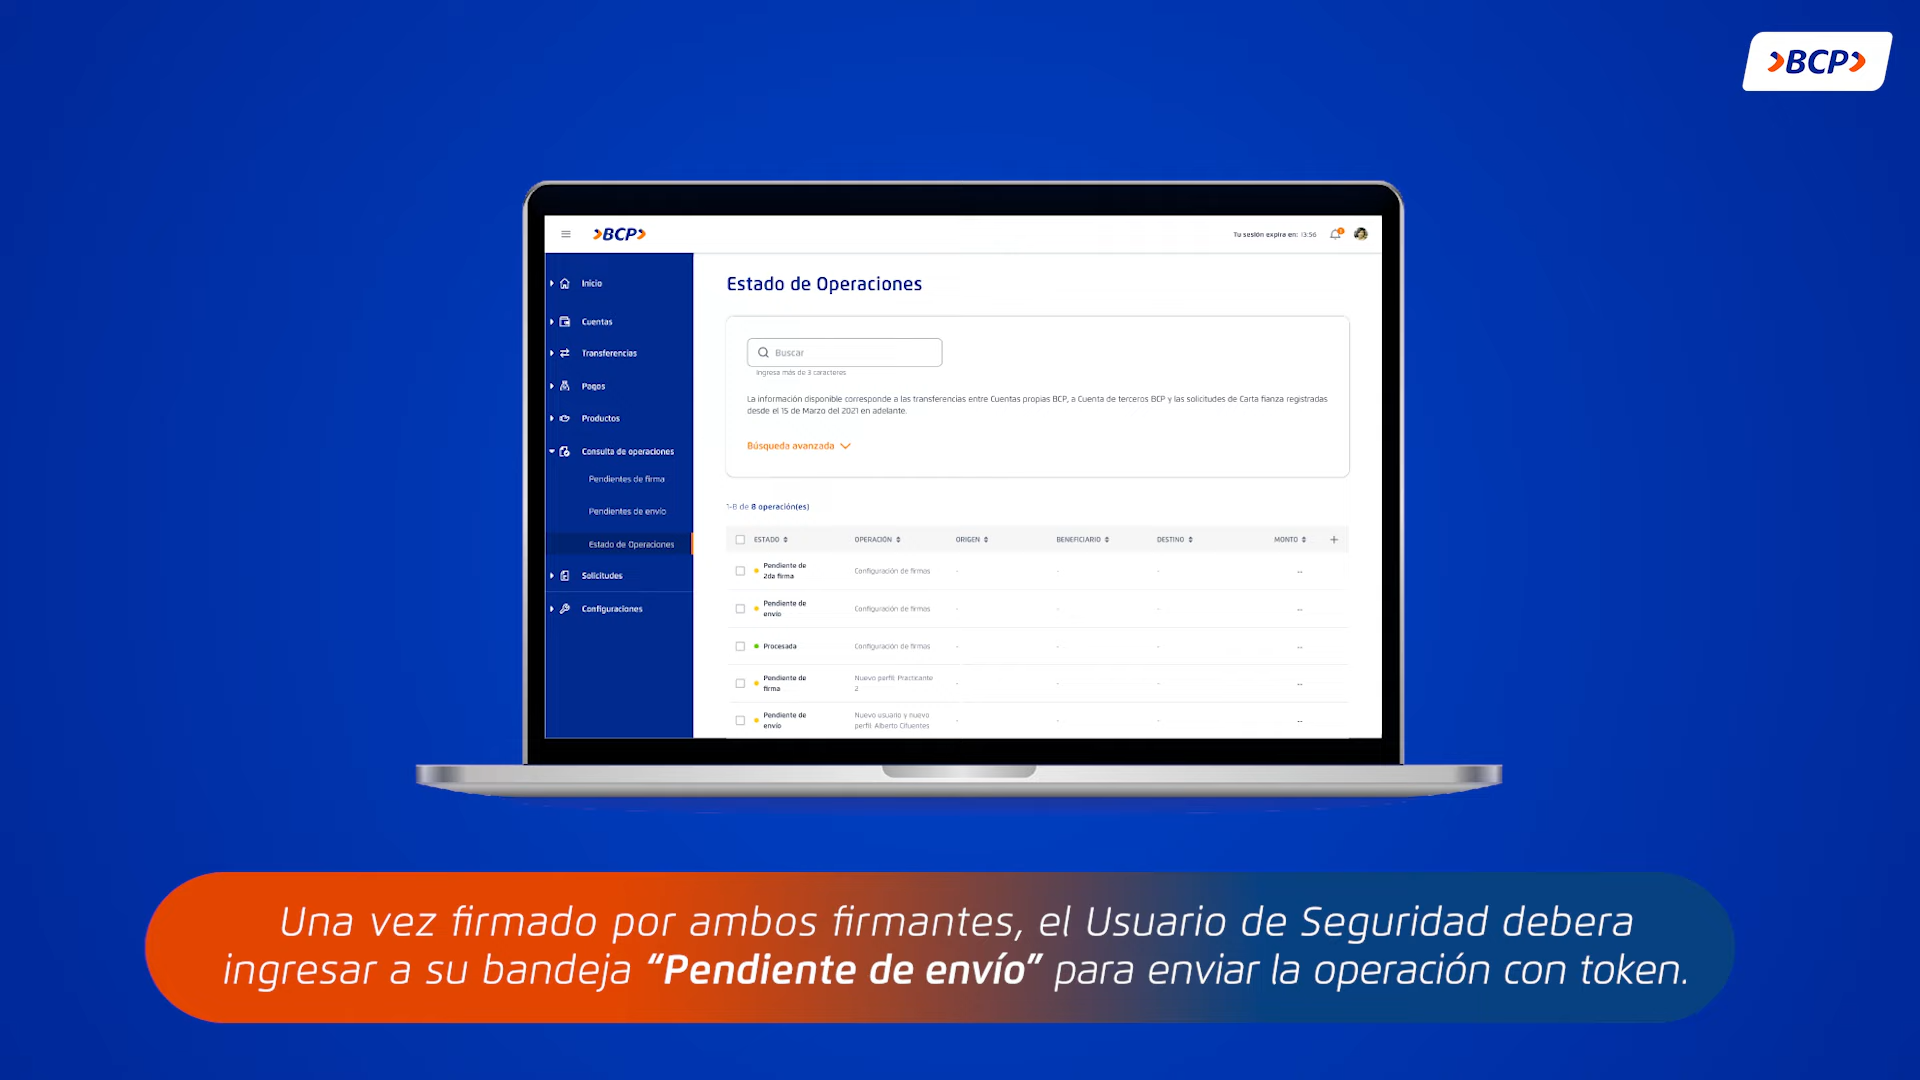 BCP
BCP
Tu sesión expira en: 13:56
Inicio
Cuentas
Transferencias
Pagos
Productos
Consulta de operaciones
Pendientes de firma
Pendientes de envío
Estado de Operaciones
Solicitudes
Configuraciones
Estado de Operaciones
Buscar
Ingresa más de 3 caracteres
La información disponible corresponde a las transferencias entre Cuentas propias BCP, a Cuenta de terceros BCP y las solicitudes de Carta fianza registradas
desde el 15 de Marzo del 2021 en adelante.
Búsqueda avanzada
1-8 de 8 operación(es)
ESTADO OPERACIÓN ORIGEN BENEFICIARIO DESTINO MONTO +
Pendiente de
2da firma Configuración de firmas - - - --
Pendiente de
envío Configuración de firmas - - - --
Procesada Configuración de firmas - - - --
Pendiente de Nuevo perfil: Practicante
firma 2 - - - --
Pendiente de Nuevo usuario y nuevo
envío perfil: Alberto Cifuentes - - - --
Una vez firmado por ambos firmantes, el Usuario de Seguridad debera
ingresar a su bandeja “Pendiente de envío” para enviar la operación con token.